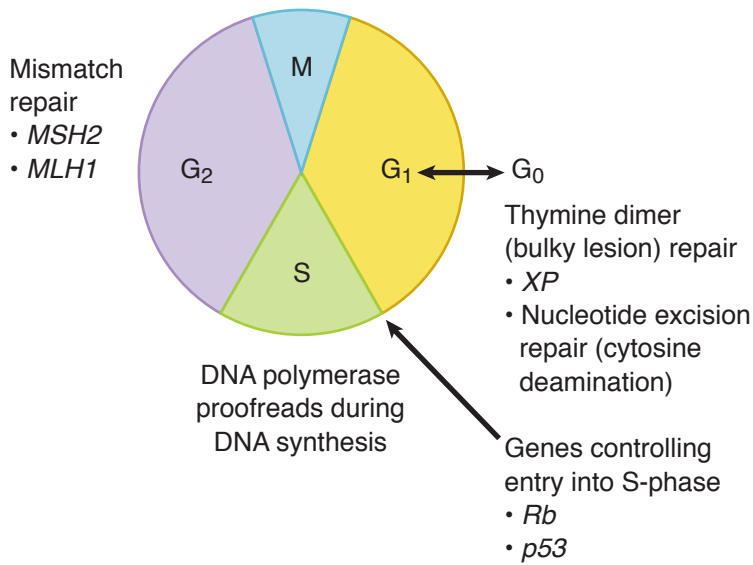 M
Mismatch
repair
• MSH2
• MLH1
G₂
G₁
G₀
S
Thymine dimer
(bulky lesion) repair
• XP
• Nucleotide excision
repair (cytosine
deamination)
DNA polymerase
proofreads during
DNA synthesis
Genes controlling
entry into S-phase
• Rb
• p53